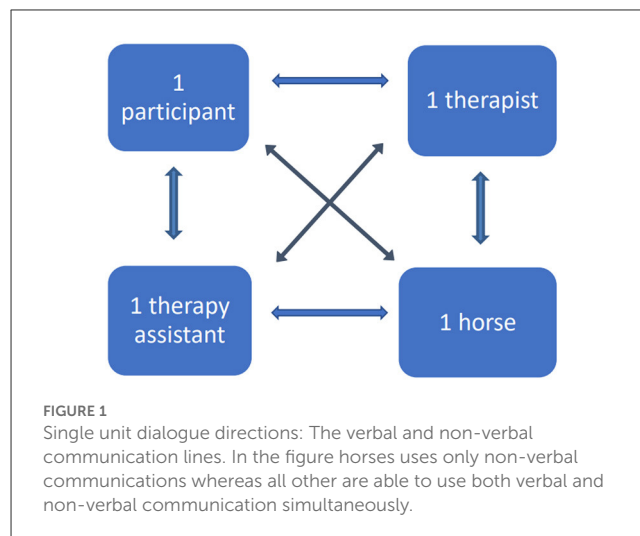 1
participant
1 therapist
1 therapy
assistant
1 horse
FIGURE 1
Single unit dialogue directions: The verbal and non-verbal
communication lines. In the figure horses uses only non-verbal
communications whereas all other are able to use both verbal and
non-verbal communication simultaneously.